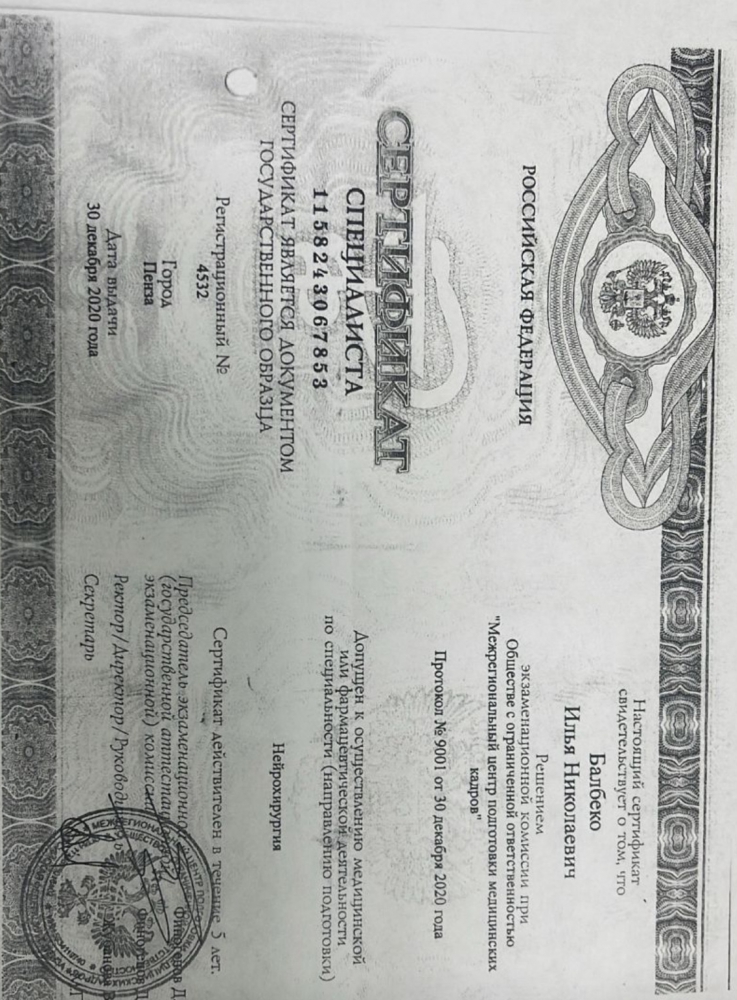 РОССИЙСКАЯ ФЕДЕРАЦИЯ
СЕРТИФИКАТ
СПЕЦИАЛИСТА
1158243067853
СЕРТИФИКАТ ЯВЛЯЕТСЯ ДОКУМЕНТОМ
ГОСУДАРСТВЕННОГО ОБРАЗЦА
Регистрационный №
4532
Город
Пенза
Дата выдачи
30 декабря 2020 года
Настоящий сертификат
свидетельствует о том, что
Балбеко
Илья Николаевич
Решением
экзаменационной комиссии при
Обществе с ограниченной ответственностью
"Межрегиональный центр подготовки медицинских
кадров"
Протокол № 9001 от 30 декабря 2020 года
Допущен к осуществлению медицинской
или фармацевтической деятельности
по специальности (направлению подготовки)
Нейрохирургия
Сертификат действителен в течение 5 лет.
Председатель экзаменационной
(государственной аттестац
экзаменационной) комисси
Ректор/Директор/Руковод
Секретарь